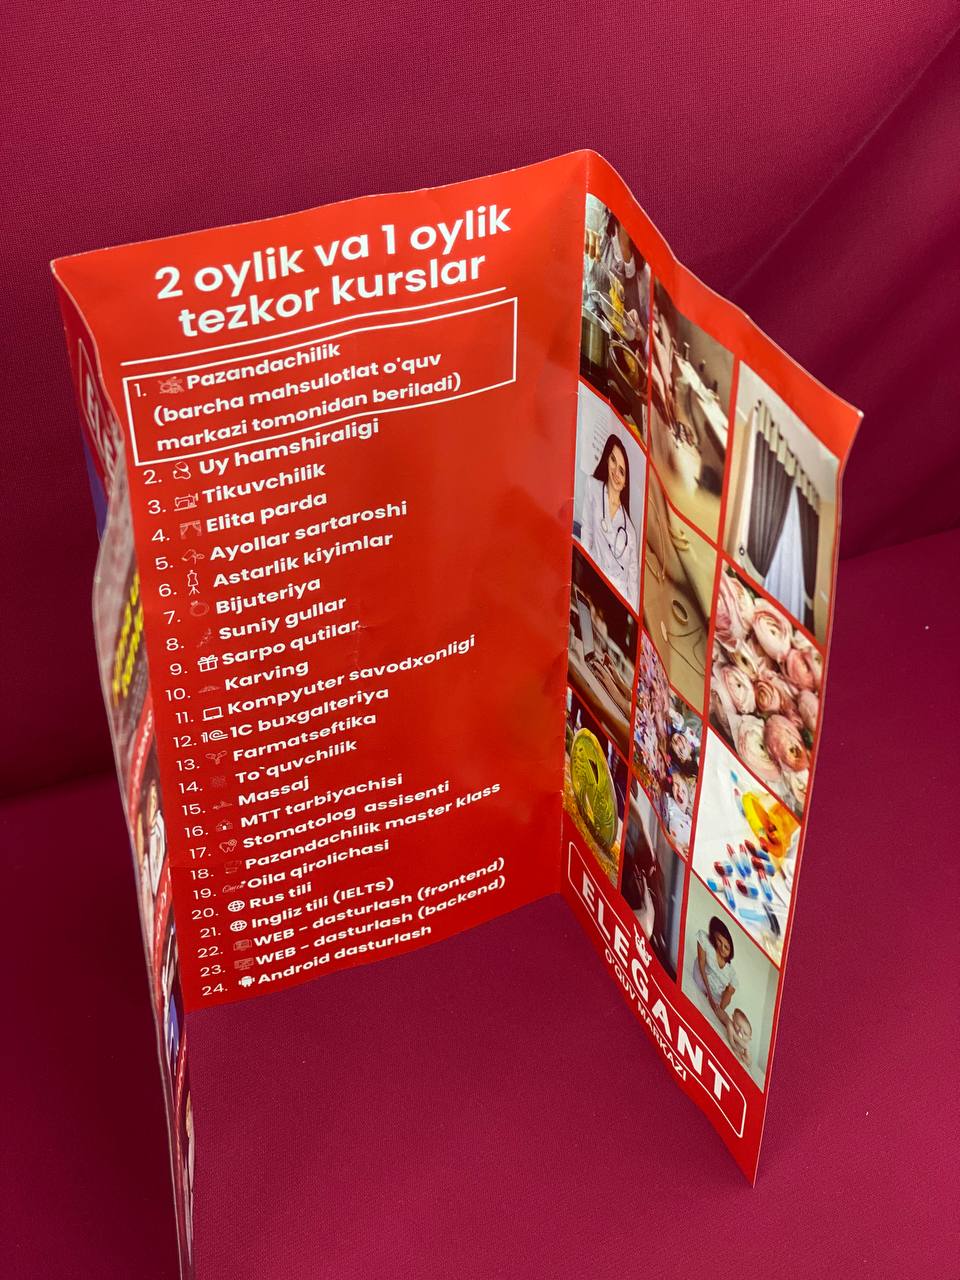 2 oylik va 1 oylik
tezkor kurslar
1. Pazandachilik
(barcha mahsulotlat o'quv
markazi tomonidan beriladi)
2. Uy hamshiraligi
3. Tikuvchilik
4. Elita parda
5. Ayollar sartaroshi
6. Astarlik kiyimlar
7. Bijuteriya
8. Suniy gullar
9. Sarpo qutilar
10. Karving
11. Kompyuter savodxonligi
12. 1C 1C buxgalteriya
13. Farmatseftika
14. To`quvchilik
15. Massaj
16. MTT tarbiyachisi
17. Stomatolog assisenti
18. Pazandachilik master klass
19. Oila qirolichasi
20. Rus tili
21. Ingliz tili (IELTS)
22. WEB - dasturlash (frontend)
23. WEB - dasturlash (backend)
24. Android dasturlash
ELEGANT
O'QUV MARKAZI